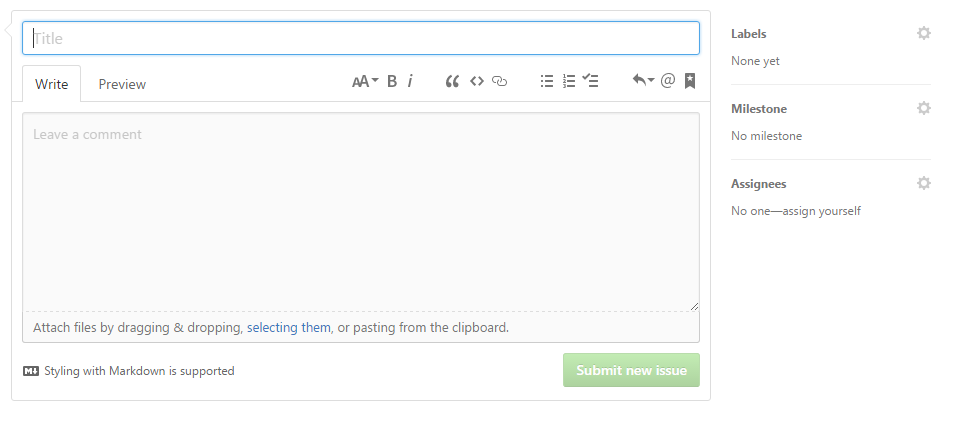 Title
Write Preview AA B i @
Leave a comment
Attach files by dragging & dropping, selecting them, or pasting from the clipboard.
Styling with Markdown is supported
Submit new issue
Labels
None yet
Milestone
No milestone
Assignees
No one—assign yourself